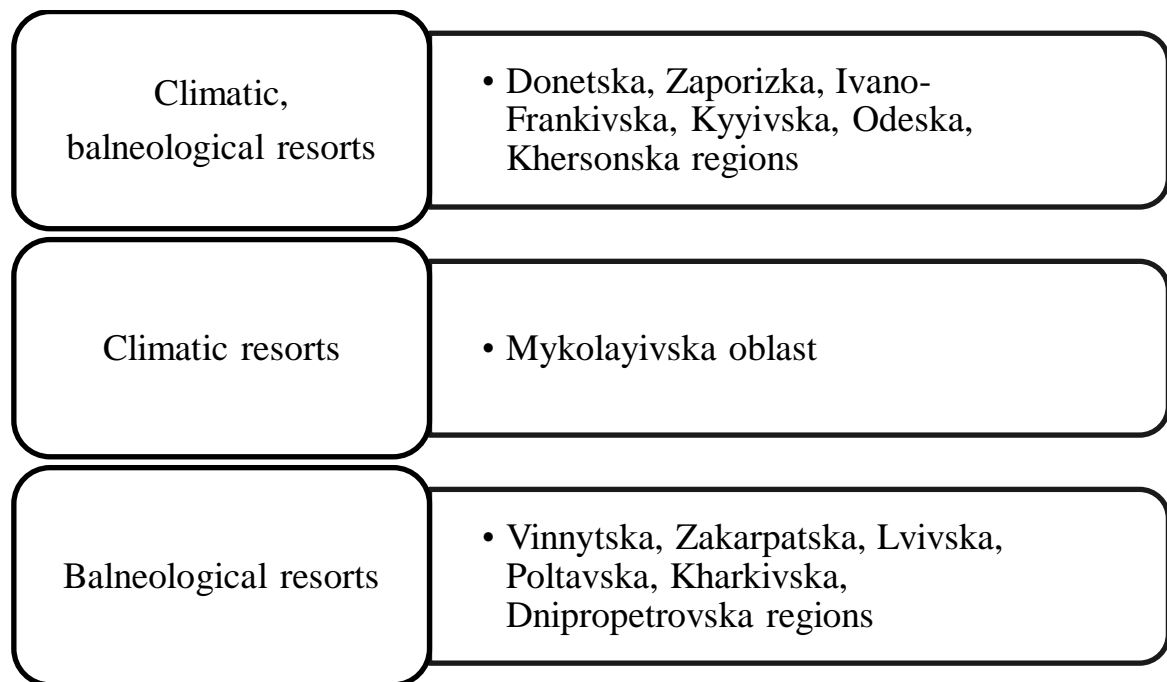 Climatic,
balneological resorts
• Donetska, Zaporizka, Ivano-
Frankivska, Kyyivska, Odeska,
Khersonska regions
Climatic resorts
• Mykolayivska oblast
Balneological resorts
• Vinnytska, Zakarpatska, Lvivska,
Poltavska, Kharkivska,
Dnipropetrovska regions